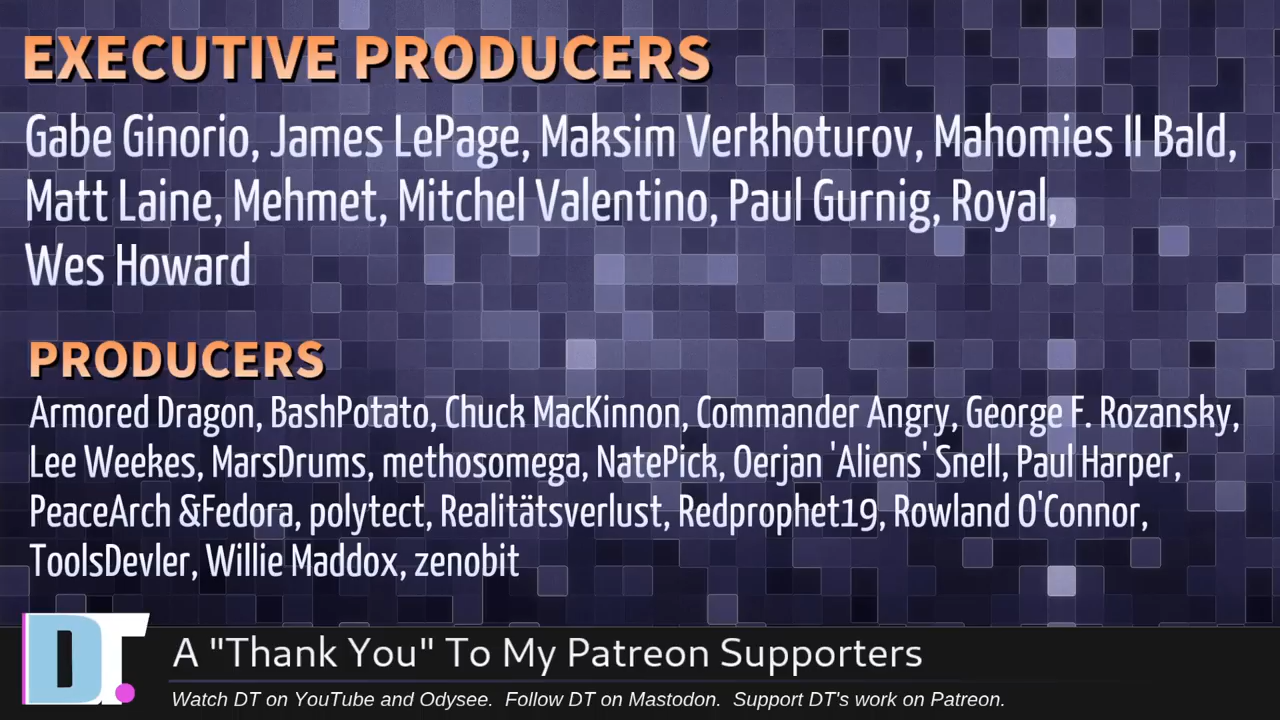 EXECUTIVE PRODUCERS
Gabe Ginorio, James LePage, Maksim Verkhoturov, Mahomies II Bald,
Matt Laine, Mehmet, Mitchel Valentino, Paul Gurnig, Royal,
Wes Howard
PRODUCERS
Armored Dragon, BashPotato, Chuck MacKinnon, Commander Angry, George F. Rozansky,
Lee Weekes, MarsDrums, methosomega, NatePick, Oerjan 'Aliens' Snell, Paul Harper,
PeaceArch &Fedora, polytect, Realitätsverlust, Redprophet19, Rowland O'Connor,
ToolsDevler, Willie Maddox, zenobit
DT.
A "Thank You" To My Patreon Supporters
Watch DT on YouTube and Odysee. Follow DT on Mastodon. Support DT's work on Patreon.